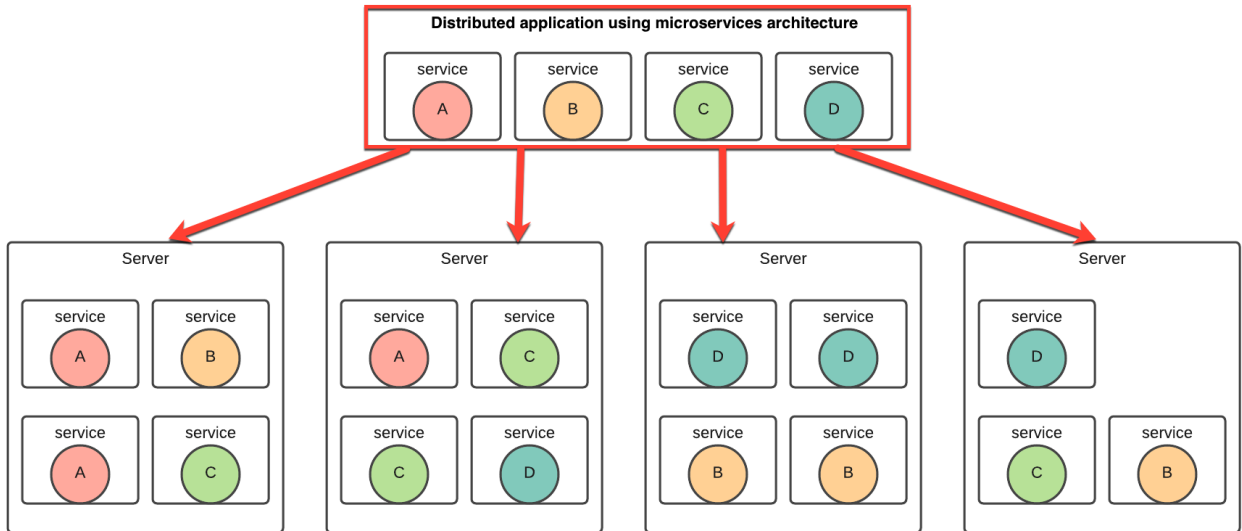 Distributed application using microservices architecture
service service service service
A B C D
Server Server Server Server
service service service service service service service
A B A C D D D
service service service service service service service service
A C C D B B C B